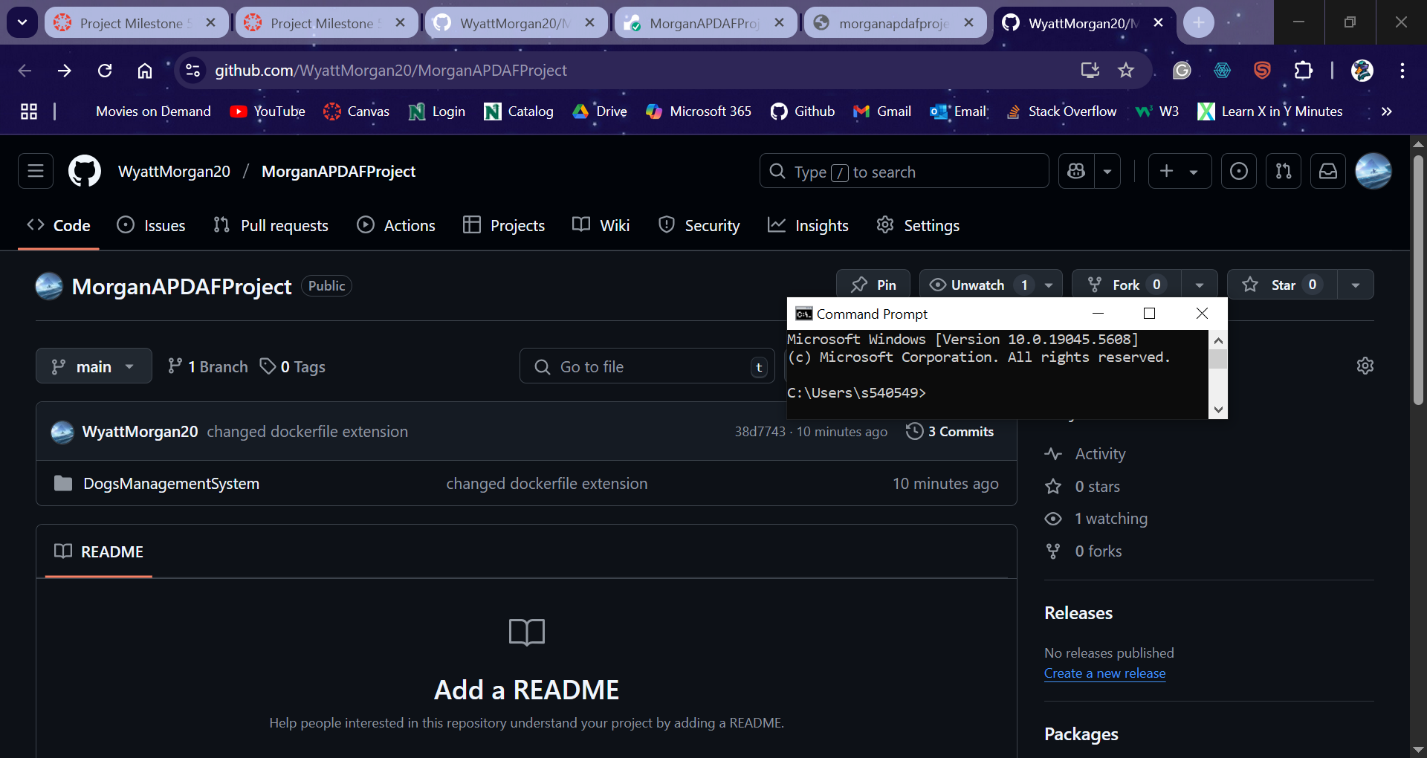 Project Milestone S
Project Milestone S
WyattMorgan20/M
MorganAPDAFProj
morganapdafproje
WyattMorgan20/M
github.com/WyattMorgan20/MorganAPDAFProject
Movies on Demand
YouTube
Canvas
Login
Catalog
Drive
Microsoft 365
Github
Gmail
Email
Stack Overflow
W3
Learn X in Y Minutes
WyattMorgan20 / MorganAPDAFProject
Type / to search
Code
Issues
Pull requests
Actions
Projects
Wiki
Security
Insights
Settings
MorganAPDAFProject Public
Pin
Unwatch 1
Fork 0
Star 0
Command Prompt
Microsoft Windows [Version 10.0.19045.5608]
(c) Microsoft Corporation. All rights reserved.
C:\Users\s540549>
main
1 Branch
0 Tags
Go to file t
WyattMorgan20 changed dockerfile extension
38d7743 · 10 minutes ago
3 Commits
DogsManagementSystem
changed dockerfile extension
10 minutes ago
Activity
0 stars
1 watching
0 forks
README
Add a README
Help people interested in this repository understand your project by adding a README.
Releases
No releases published
Create a new release
Packages